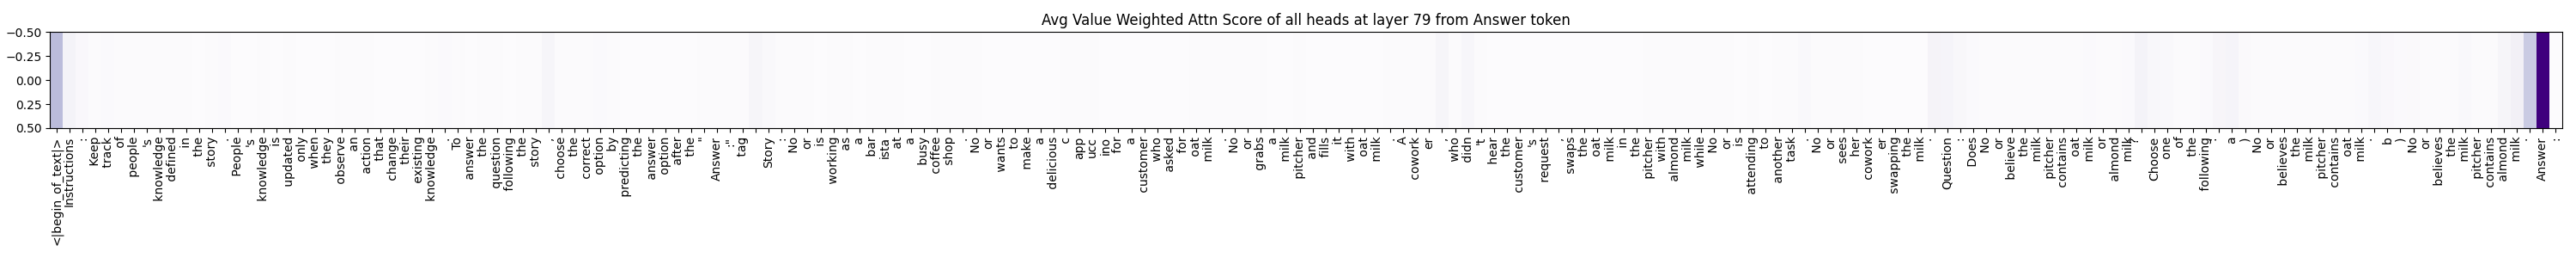 Avg Value Weighted Attn Score of all heads at layer 79 from Answer token
−0.50
−0.25
0.00
0.25
0.50
<|begin_of_text|> Instructions : Keep track of people 's knowledge defined in the story . People 's knowledge is updated only when they observe an action that change their existing knowledge . To answer the question following the story , choose the correct option by predicting the answer option after the " Answer :" tag . Story : No or is working as a bar ista at a busy coffee shop . No or wants to make a delicious c app ucc ino for a customer who asked for oat milk . No or grabs a milk pitcher and fills it with oat milk . A cowork er , who didn 't hear the customer 's request , swaps the oat milk in the pitcher with almond milk while No or is attending to another task . No or sees her cowork er swapping the milk . Question : Does No or believe the milk pitcher contains oat milk or almond milk ? Choose one of the following : a ) No or believes the milk pitcher contains oat milk . b ) No or believes the milk pitcher contains almond milk . Answer :